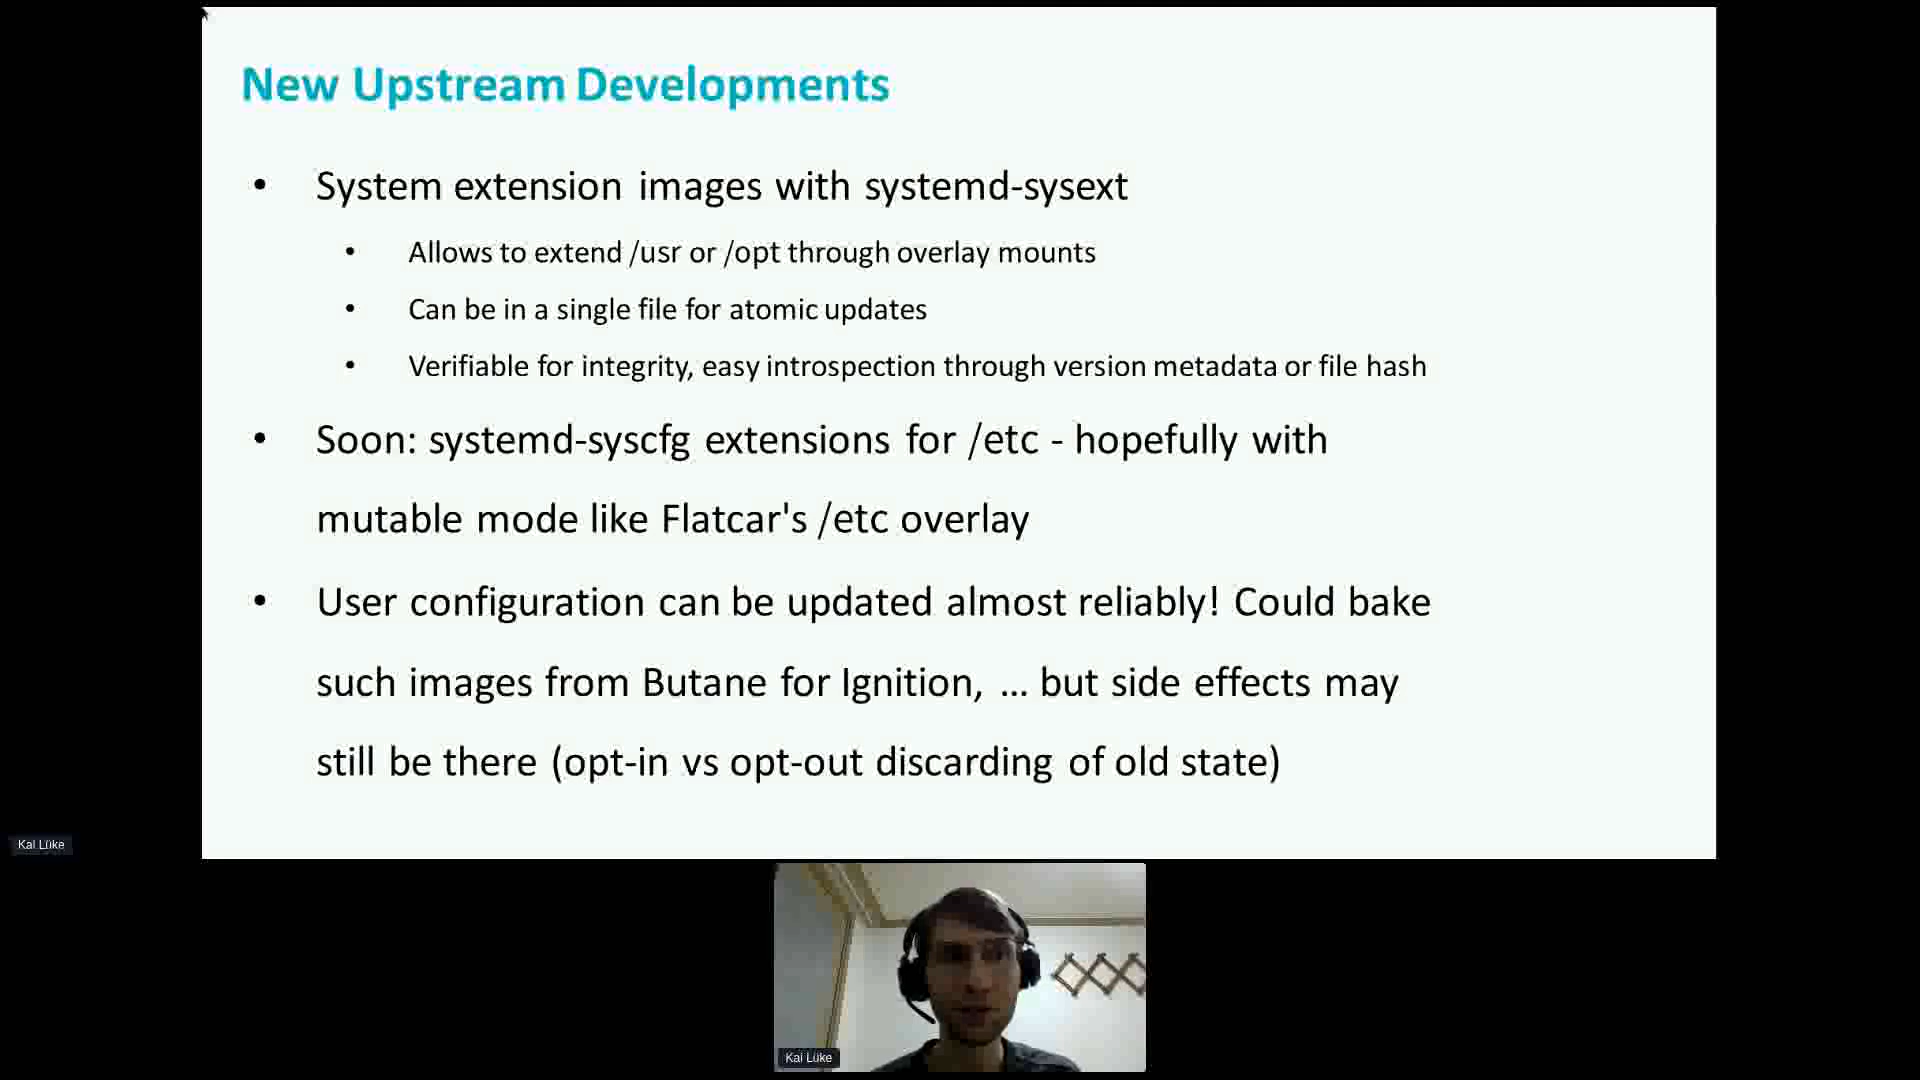 New Upstream Developments
• System extension images with systemd-sysext
• Allows to extend /usr or /opt through overlay mounts
• Can be in a single file for atomic updates
• Verifiable for integrity, easy introspection through version metadata or file hash
• Soon: systemd-syscfg extensions for /etc - hopefully with
mutable mode like Flatcar's /etc overlay
• User configuration can be updated almost reliably! Could bake
such images from Butane for Ignition, ... but side effects may
still be there (opt-in vs opt-out discarding of old state)
Kai Lüke
Kai Lüke